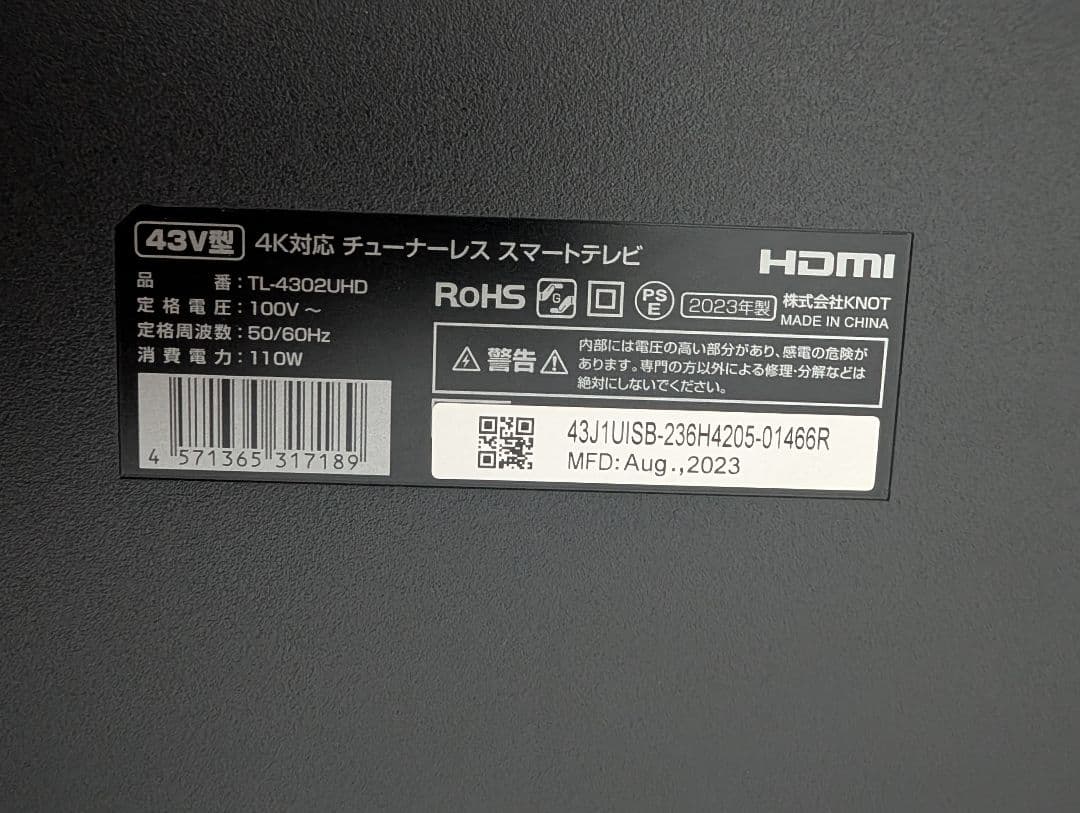 43V型 4K対応 チューナーレス スマートテレビ
HDMI
品番：TL-4302UHD
定格電圧：100V～
定格周波数：50/60Hz
消費電力：110W
4 571365 317189
RoHS
G
PS
E
2023年製
株式会社KNOT
MADE IN CHINA
警告
内部には電圧の高い部分があり、感電の危険が
あります。専門の方以外による修理・分解などは
絶対にしないでください。
43J1UISB-236H4205-01466R
MFD:Aug.,2023